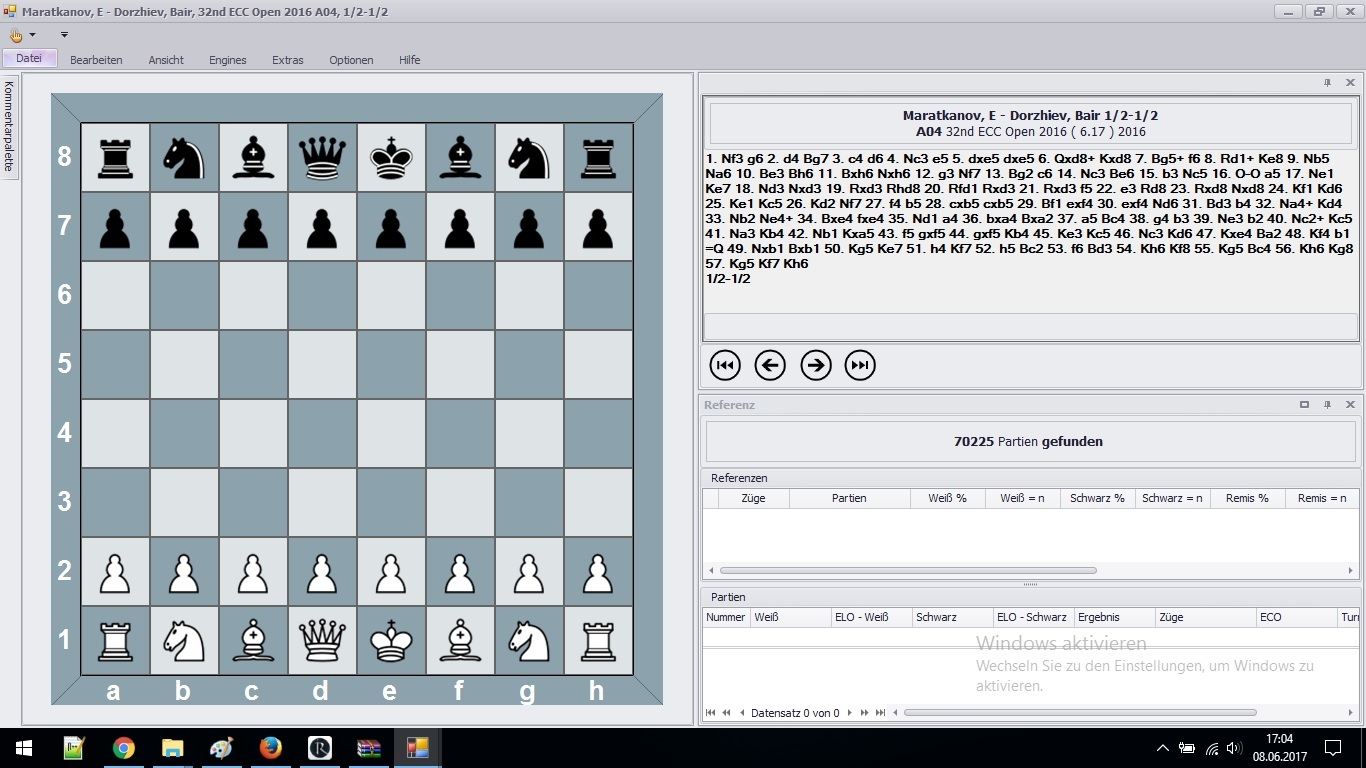 Maratkanov, E - Dorzhiev, Bair, 32nd ECC Open 2016 A04, 1/2-1/2
Datei Bearbeiten Ansicht Engines Extras Optionen Hilfe
Kommentarpalette
8
7
6
5
4
3
2
1
a b c d e f g h
Maratkanov, E - Dorzhiev, Bair 1/2-1/2
A04 32nd ECC Open 2016 ( 6.17 ) 2016
1. Nf3 g6 2. d4 Bg7 3. c4 d6 4. Nc3 e5 5. dxe5 dxe5 6. Qxd8+ Kxd8 7. Bg5+ f6 8. Rd1+ Ke8 9. Nb5
Na6 10. Be3 Bh6 11. Bxh6 Nxh6 12. g3 Nf7 13. Bg2 c6 14. Nc3 Be6 15. b3 Nc5 16. O-O a5 17. Ne1
Ke7 18. Nd3 Nxd3 19. Rxd3 Rhd8 20. Rfd1 Rxd3 21. Rxd3 f5 22. e3 Rd8 23. Rxd8 Nxd8 24. Kf1 Kd6
25. Ke1 Kc5 26. Kd2 Nf7 27. f4 b5 28. cxb5 cxb5 29. Bf1 exf4 30. exf4 Nd6 31. Bd3 b4 32. Na4+ Kd4
33. Nb2 Ne4+ 34. Bxe4 fxe4 35. Nd1 a4 36. bxa4 Bxa2 37. a5 Bc4 38. g4 b3 39. Ne3 b2 40. Nc2+ Kc5
41. Na3 Kb4 42. Nb1 Kxa5 43. f5 gxf5 44. gxf5 Kb4 45. Ke3 Kc5 46. Nc3 Kd6 47. Kxe4 Ba2 48. Kf4 b1
=Q 49. Nxb1 Bxb1 50. Kg5 Ke7 51. h4 Kf7 52. h5 Bc2 53. f6 Bd3 54. Kh6 Kf8 55. Kg5 Bc4 56. Kh6 Kg8
57. Kg5 Kf7 Kh6
1/2-1/2
Referenz
70225 Partien gefunden
Referenzen
Züge Partien Weiß % Weiß = n Schwarz % Schwarz = n Remis % Remis = n
Partien
Nummer Weiß ELO - Weiß Schwarz ELO - Schwarz Ergebnis Züge ECO Turn
Windows aktivieren
Wechseln Sie zu den Einstellungen, um Windows zu
aktivieren.
Datensatz 0 von 0
17:04
08.06.2017